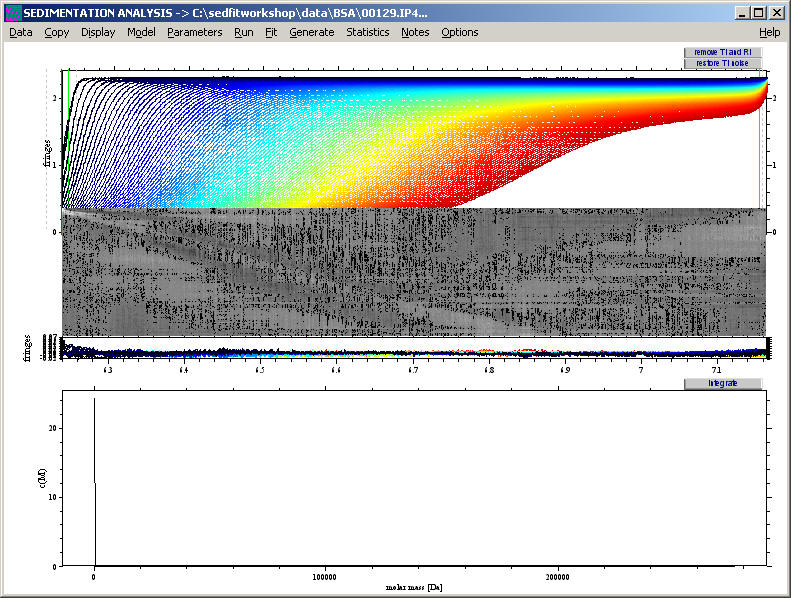 SEDIMENTATION ANALYSIS -> C:\sedfitworkshop\data\BSA\00129.IP4...
Data Copy Display Model Parameters Run Fit Generate Statistics Notes Options Help
remove TI and RI
restore TI noise
fringes
2
1
0
2
1
0
fringes
6.3 6.4 6.5 6.6 6.7 6.8 6.9 7 7.1
Integrate
c(M)
20
10
0
0 100000 200000
molar mass [Da]